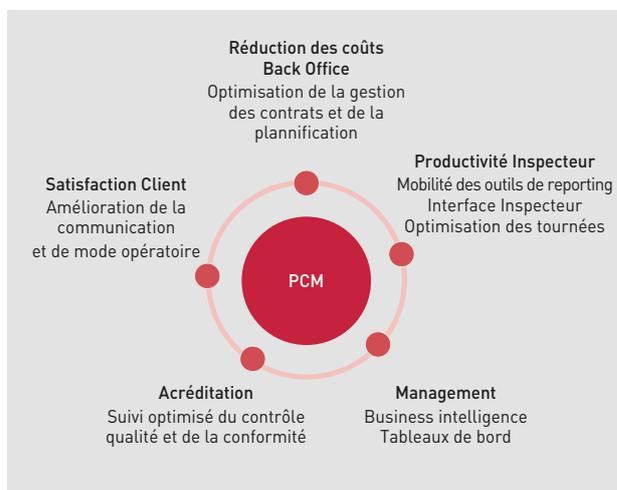 Réduction des coûts
Back Office
Optimisation de la gestion
des contrats et de la
plannification
Productivité Inspecteur
Mobilité des outils de reporting
Interface Inspecteur
Optimisation des tournées
Satisfaction Client
Amélioration de la
communication
et de mode opératoire
PCM
Acréditation
Suivi optimisé du contrôle
qualité et de la conformité
Management
Business intelligence
Tableaux de bord